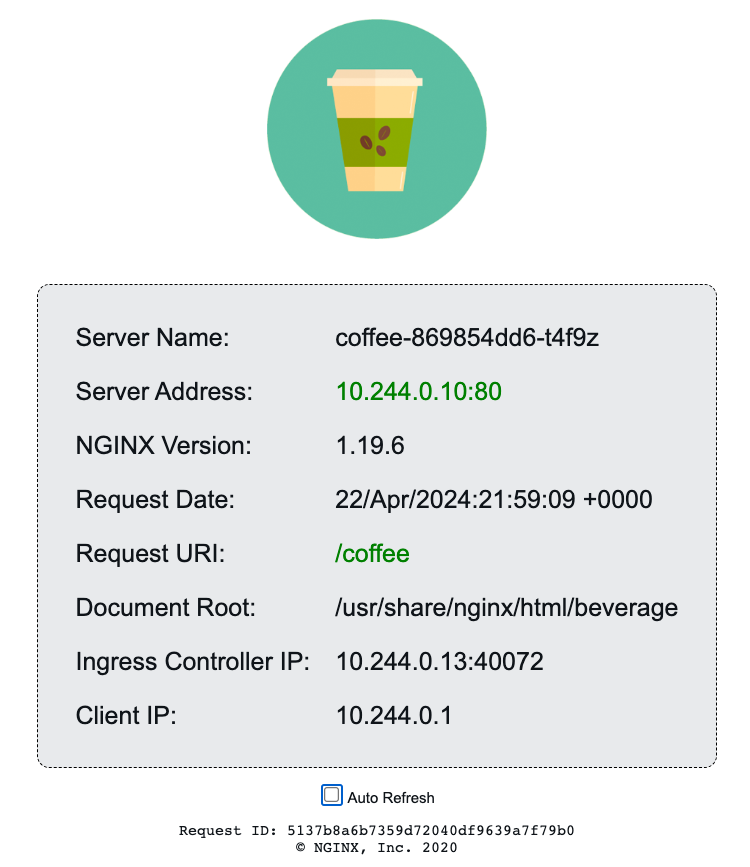 Server Name: coffee-869854dd6-t4f9z
Server Address: 10.244.0.10:80
NGINX Version: 1.19.6
Request Date: 22/Apr/2024:21:59:09 +0000
Request URI: /coffee
Document Root: /usr/share/nginx/html/beverage
Ingress Controller IP: 10.244.0.13:40072
Client IP: 10.244.0.1
Auto Refresh
Request ID: 5137b8a6b7359d72040df9639a7f79b0
© NGINX, Inc. 2020